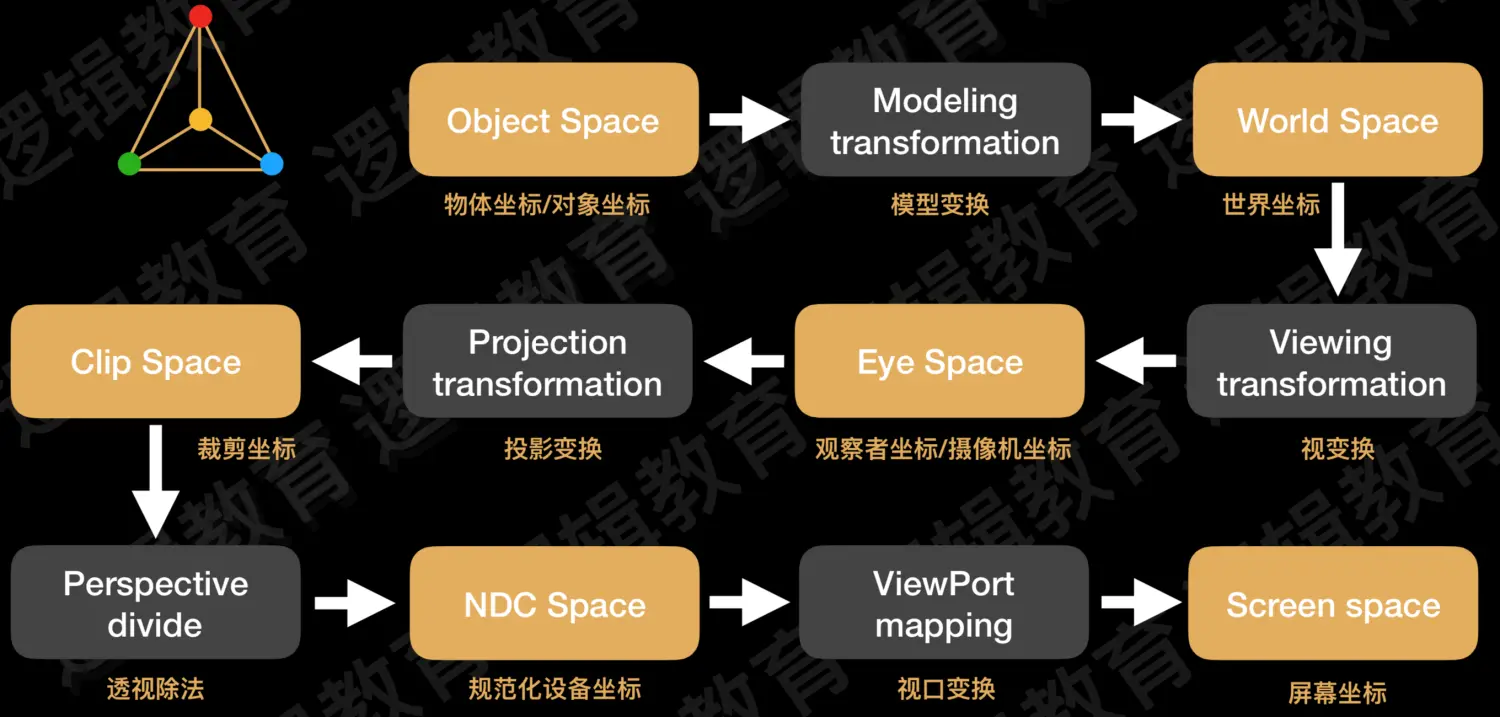 Object Space
Modeling
transformation
World Space
物体坐标/对象坐标
模型变换
世界坐标
Clip Space
Projection
transformation
Eye Space
Viewing
transformation
裁剪坐标
投影变换
观察者坐标/摄像机坐标
视变换
Perspective
divide
NDC Space
ViewPort
mapping
Screen space
透视除法
规范化设备坐标
视口变换
屏幕坐标
逻辑教育